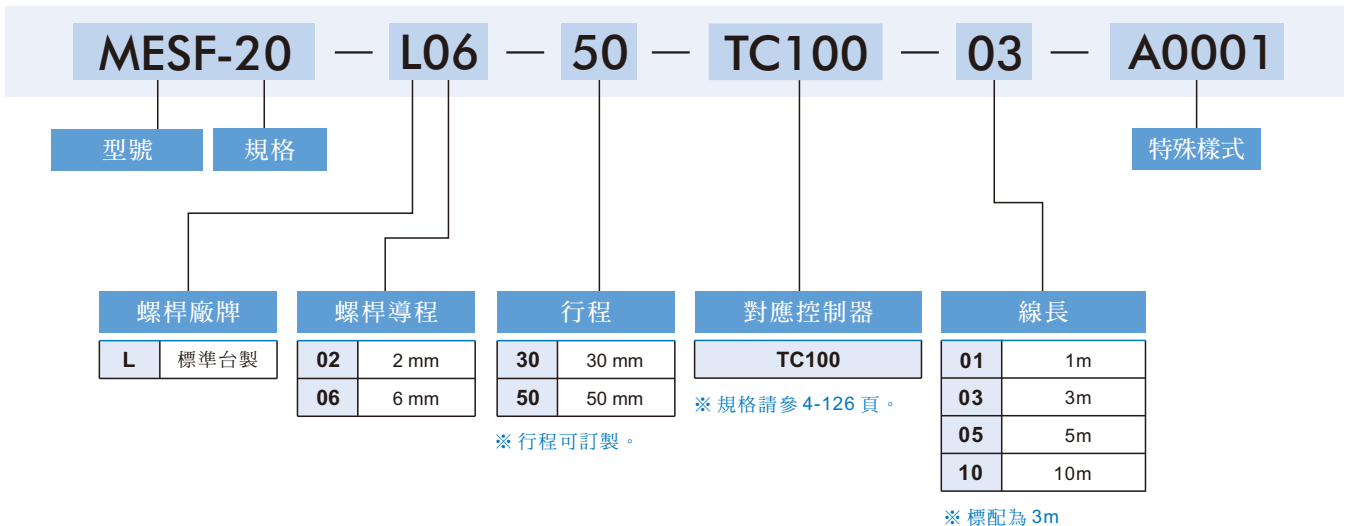 MESF-20 — L06 — 50 — TC100 — 03 — A0001
型號 規格 特殊樣式
螺桿廠牌 螺桿導程 行程 對應控制器 線長
L 標準台製 02 2 mm 30 30 mm TC100 01 1m
06 6 mm 50 50 mm 03 3m
※ 規格請參 4-126 頁。
※ 行程可訂製。 05 5m
10 10m
※ 標配為 3m